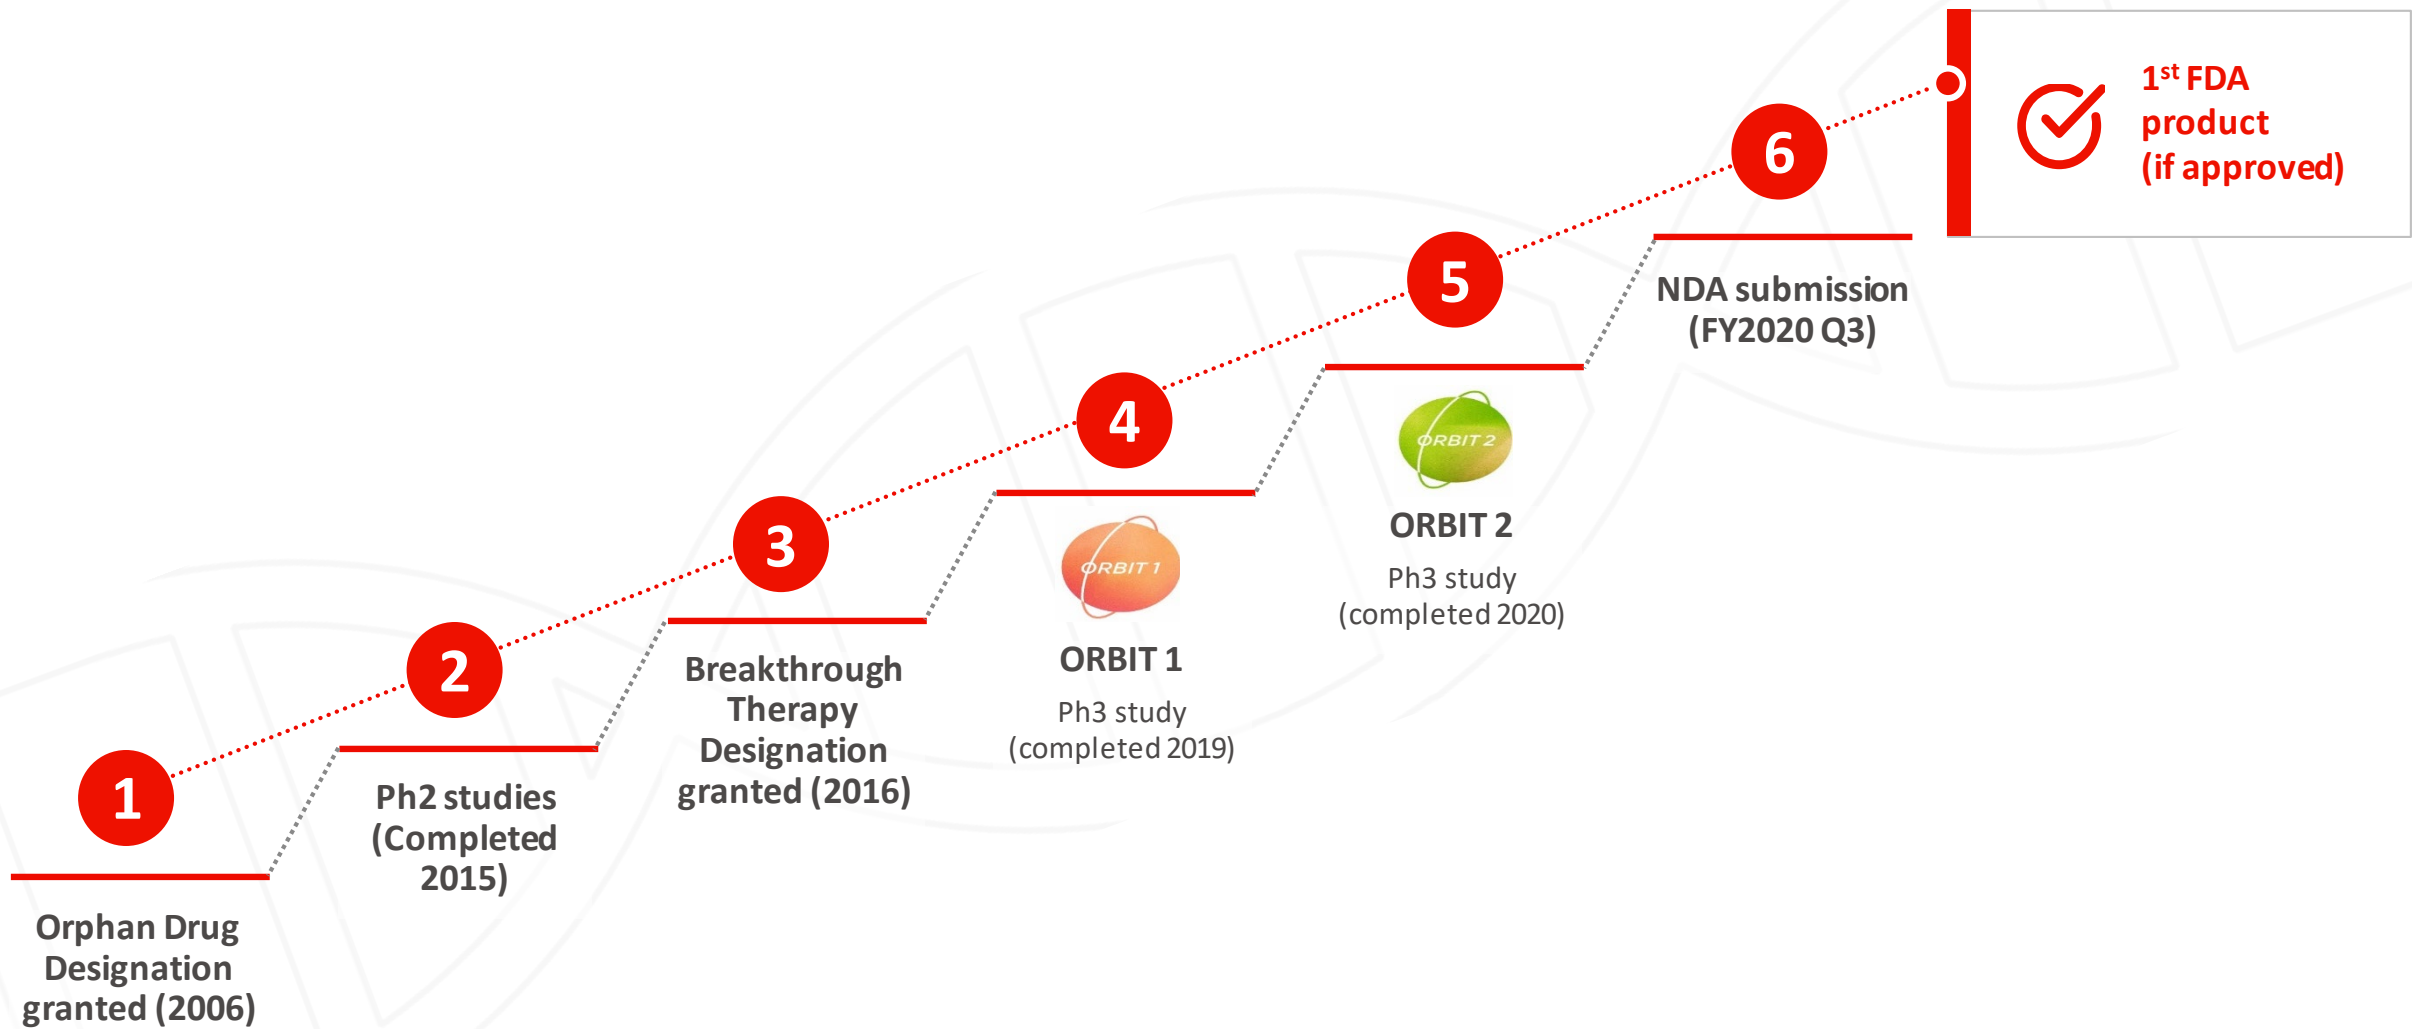 1
Orphan Drug
Designation
granted (2006)
2
Ph2 studies
(Completed
2015)
3
Breakthrough
Therapy
Designation
granted (2016)
4
ORBIT 1
ORBIT 1
Ph3 study
(completed 2019)
5
ORBIT 2
ORBIT 2
Ph3 study
(completed 2020)
6
NDA submission
(FY2020 Q3)
1st FDA
product
(if approved)